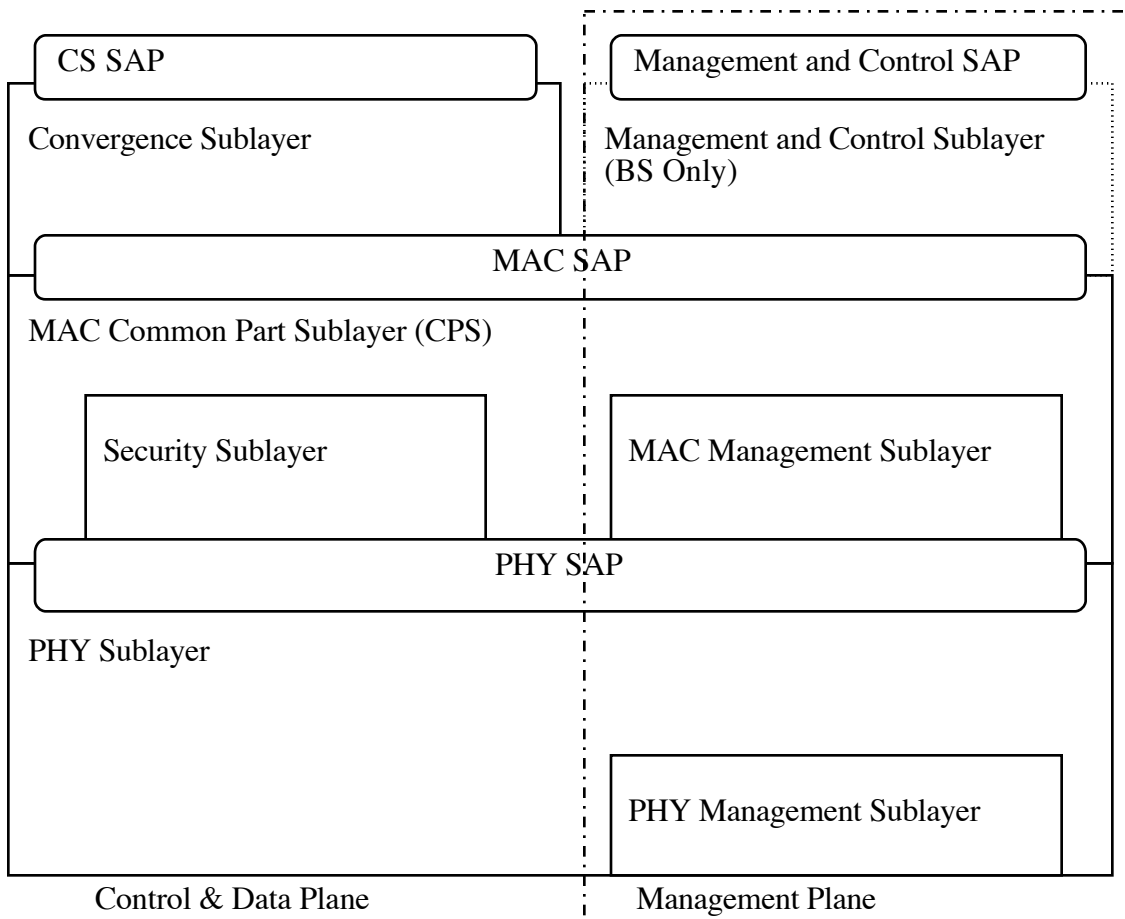 CS SAP
Management and Control SAP
Convergence Sublayer
Management and Control Sublayer
(BS Only)
MAC SAP
MAC Common Part Sublayer (CPS)
Security Sublayer
MAC Management Sublayer
PHY SAP
PHY Sublayer
PHY Management Sublayer
Control & Data Plane
Management Plane